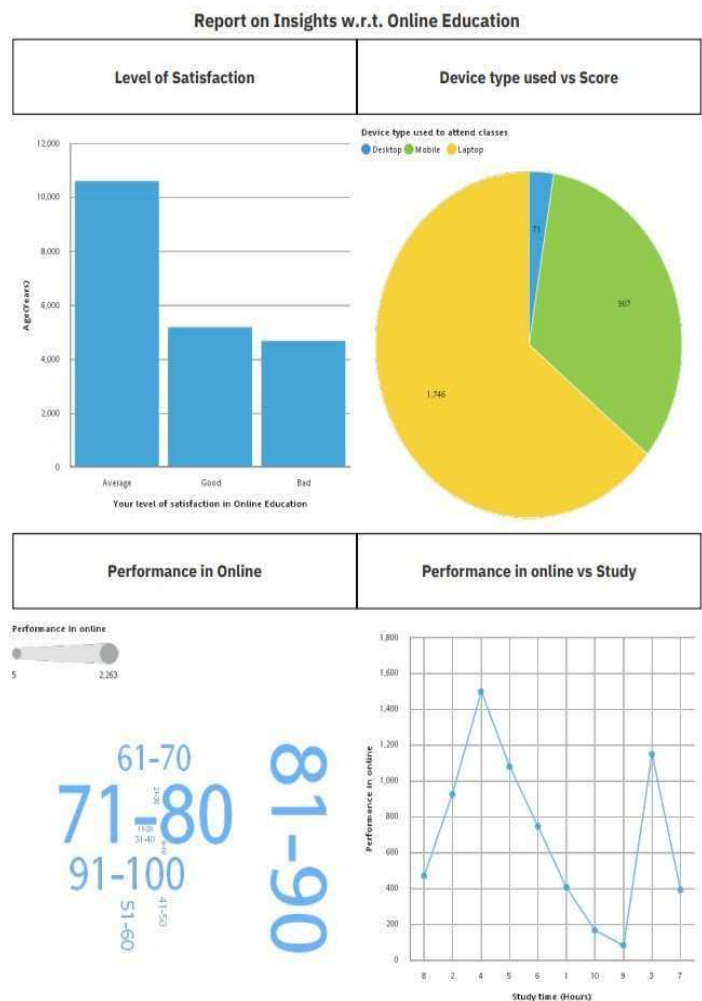 Report on Insights w.r.t. Online Education
Level of Satisfaction
Device type used vs Score
12,000
10,000
8,000
6,000
4,000
2,000
0
Age(Years)
Average Good Bad
Your level of satisfaction in Online Education
Device type used to attend classes
Desktop Mobile Laptop
71
907
1,746
Performance in Online
Performance in online vs Study
Performance in online
5 2,263
61-70
71-80
21-30
31-40
91-100
51-60
41-50
81-90
1,800
1,600
1,400
1,200
1,000
800
600
400
200
0
Performance in online
8 2 4 5 6 1 10 9 3 7
Study time (Hours)